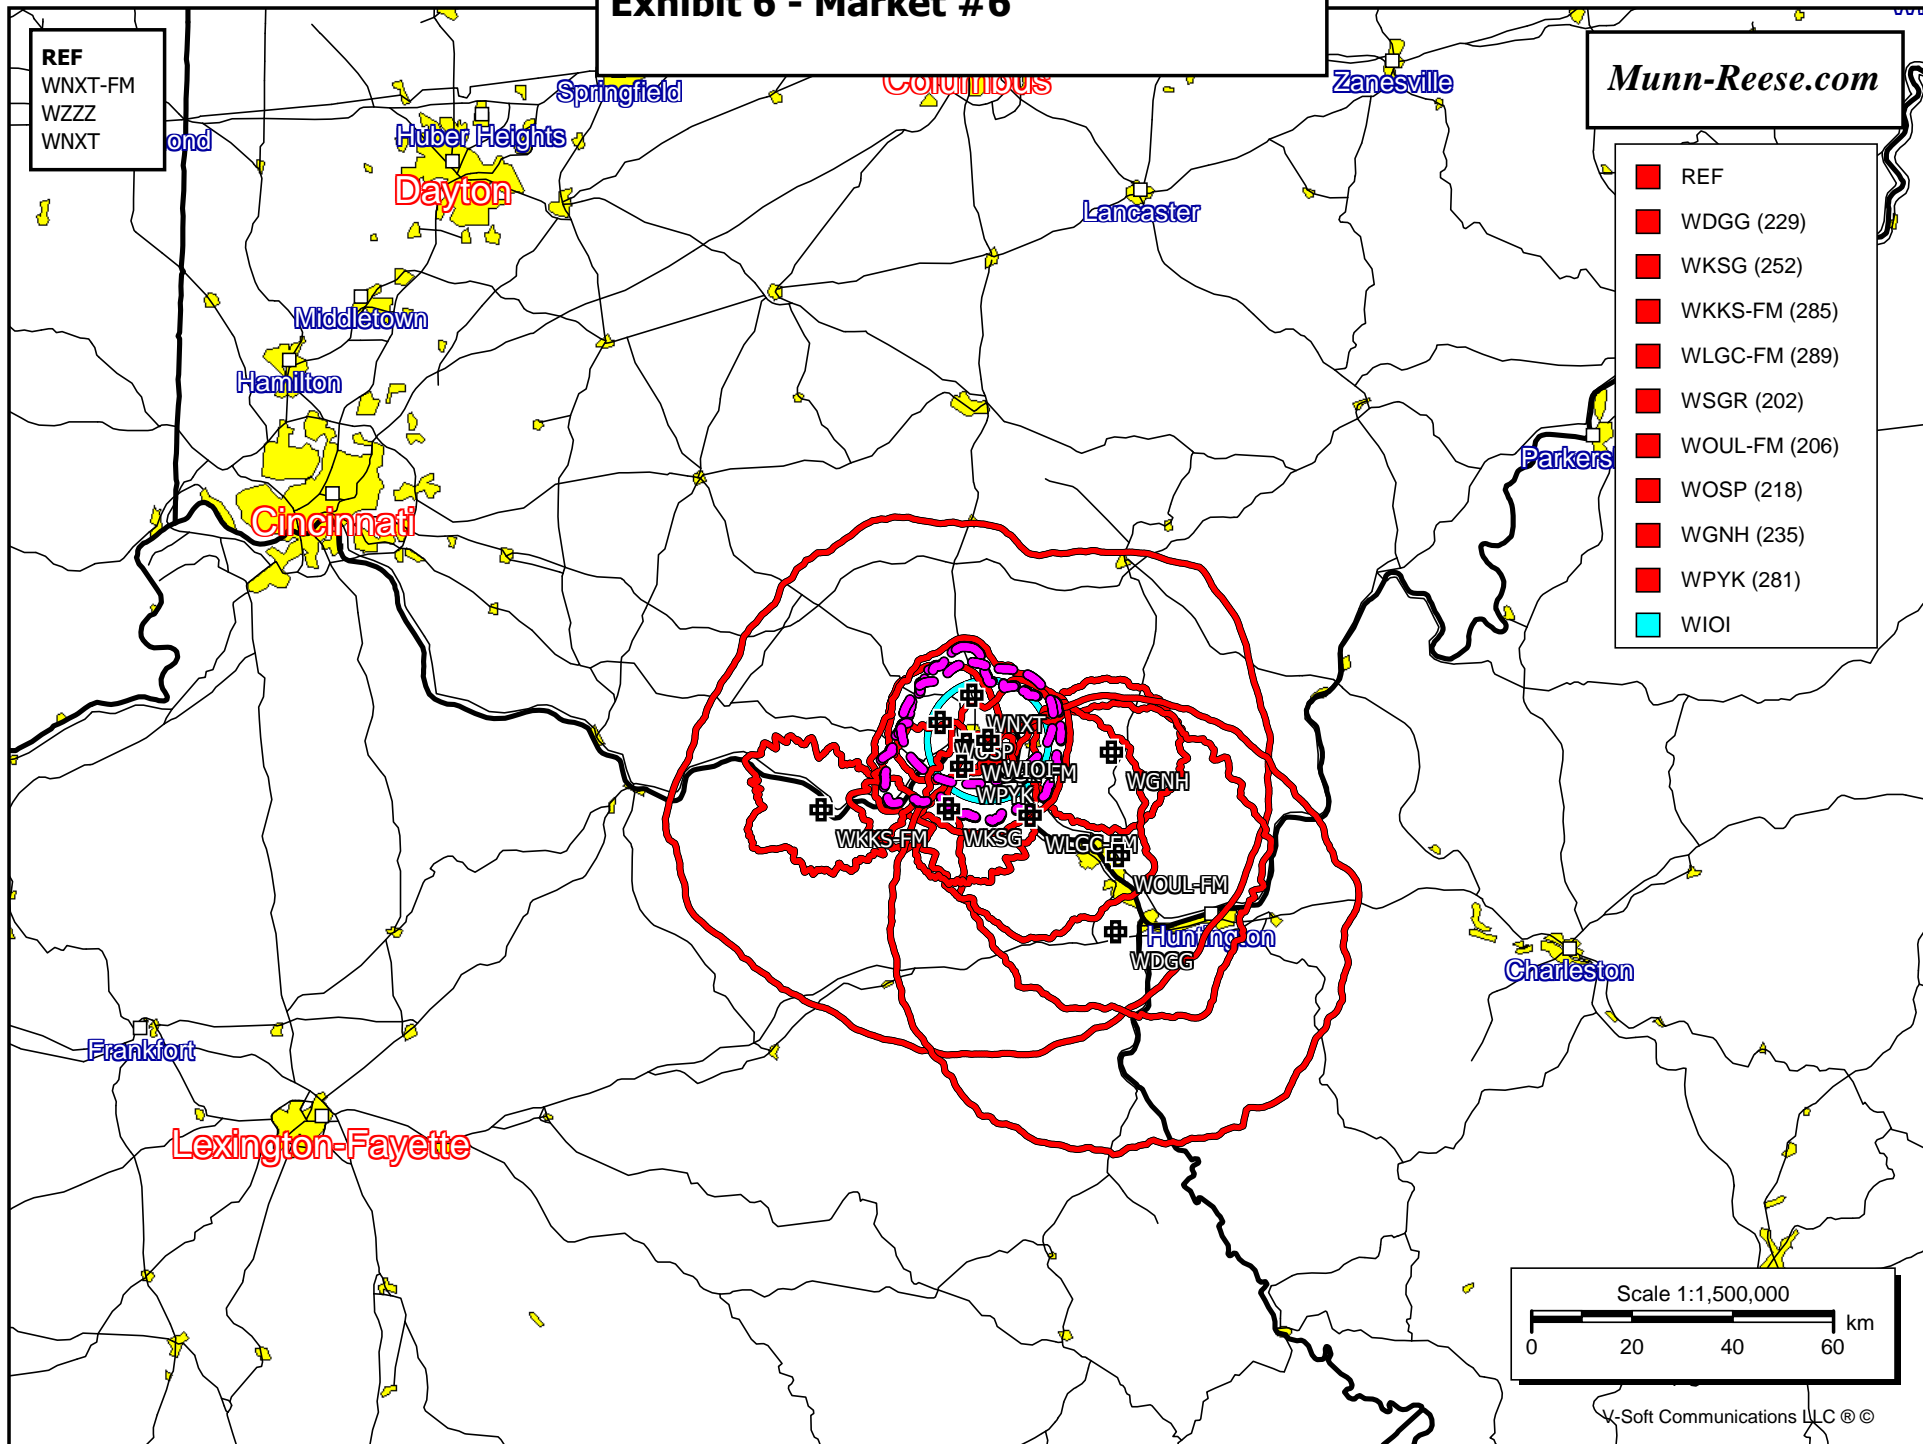 Exhibit 6 - Market #6
REF
WNXT-FM
WZZZ
WNXT
Munn-Reese.com
REF
WDGG (229)
WKSG (252)
WKKS-FM (285)
WLGC-FM (289)
WSGR (202)
WOUL-FM (206)
WOSP (218)
WGNH (235)
WPYK (281)
WIOI
Springfield
Columbus
Zanesville
ond
Huber Heights
Dayton
Lancaster
Middletown
Hamilton
Cincinnati
Parkers
WNXT
WOSP
WIOI
WPYK
WGNH
WKKS-FM
WKSG
WLGC-FM
WOUL-FM
Huntington
WDGG
Charleston
Frankfort
Lexington-Fayette
Scale 1:1,500,000
km
0 20 40 60
V-Soft Communications LLC ® ©